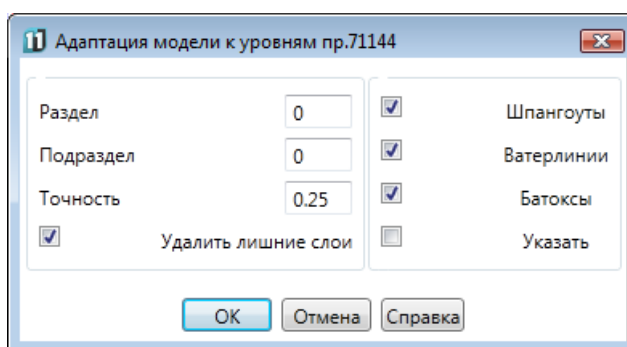 Адаптация модели к уровням пр.71144
Раздел 0
Подраздел 0
Точность 0.25
Удалить лишние слои
Шпангоуты
Ватерлинии
Батоксы
Указать
OK Отмена Справка